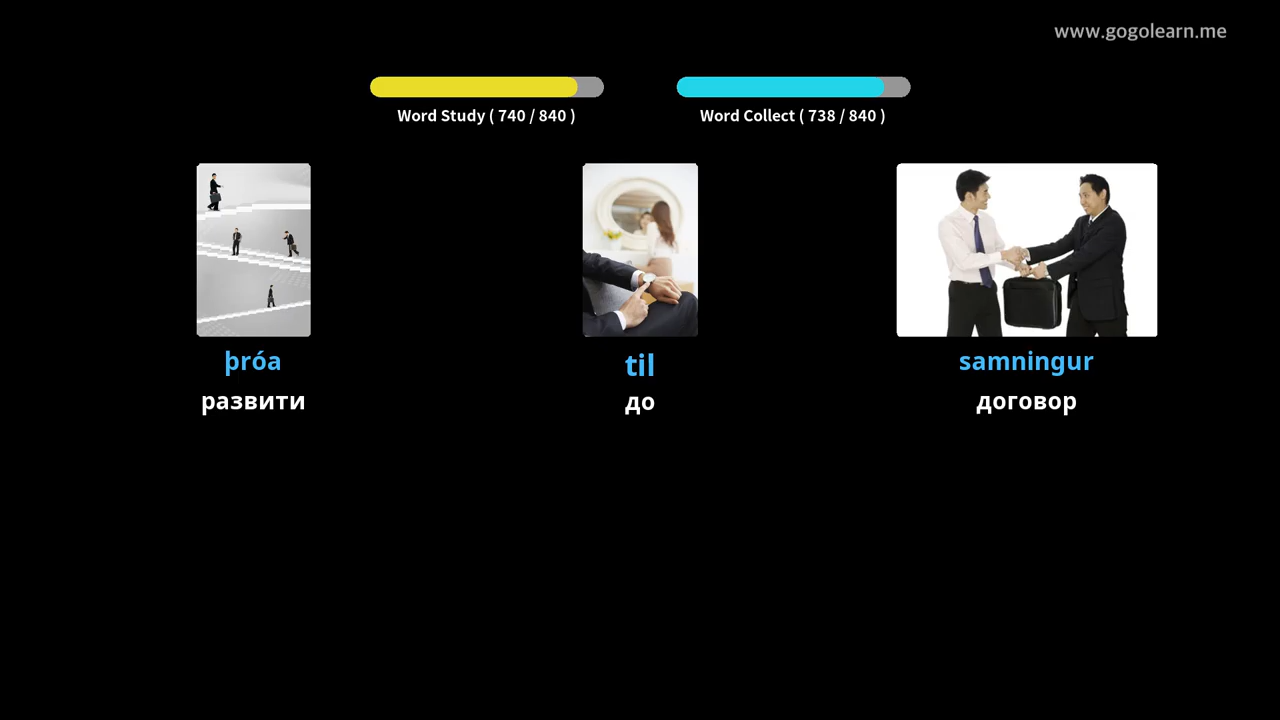 www.gogolearn.me
Word Study ( 740 / 840 )
Word Collect ( 738 / 840 )
þróa
til
samningur
развити
до
договор